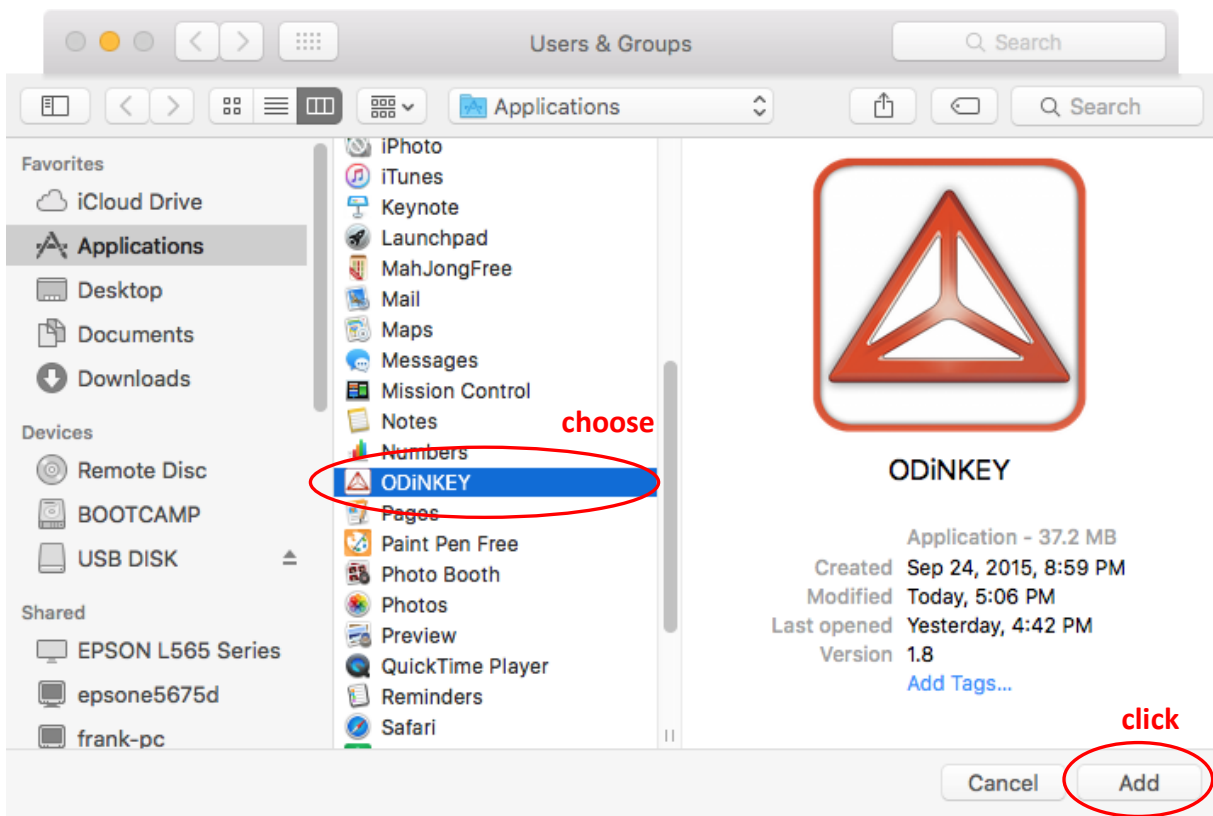 Users & Groups
Search
Applications
Search
Favorites
iCloud Drive
Applications
Desktop
Documents
Downloads
Devices
Remote Disc
BOOTCAMP
USB DISK
Shared
EPSON L565 Series
epsone5675d
frank-pc
iPhoto
iTunes
Keynote
Launchpad
MahJongFree
Mail
Maps
Messages
Mission Control
Notes
choose
Numbers
ODiNKEY
Pages
Paint Pen Free
Photo Booth
Photos
Preview
QuickTime Player
Reminders
Safari
ODiNKEY
Application - 37.2 MB
Created Sep 24, 2015, 8:59 PM
Modified Today, 5:06 PM
Last opened Yesterday, 4:42 PM
Version 1.8
Add Tags...
click
Cancel
Add